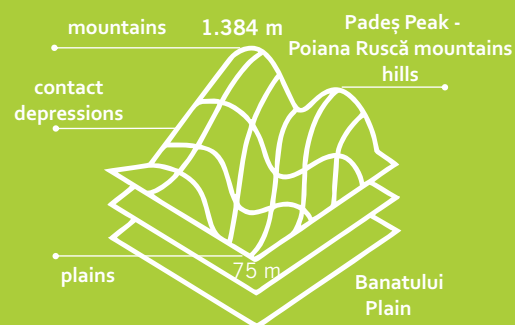 mountains
1.384 m
Padeș Peak -
Poiana Ruscă mountains
hills
contact
depressions
plains
75 m
Banatului
Plain